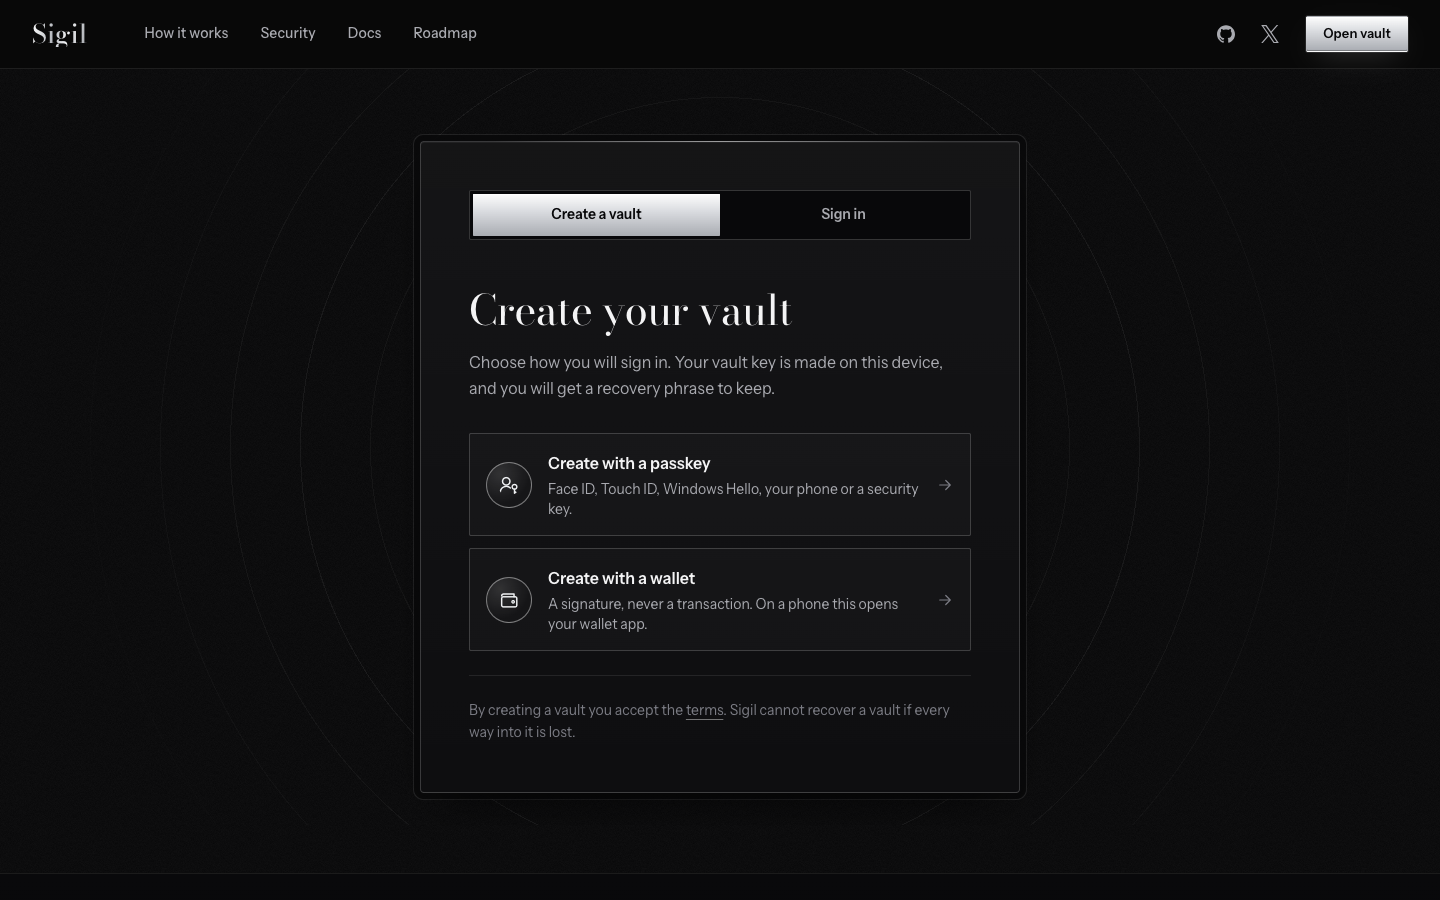 Sigil
How it works
Security
Docs
Roadmap
Open vault
Create a vault
Sign in
Create your vault
Choose how you will sign in. Your vault key is made on this device,
and you will get a recovery phrase to keep.
Create with a passkey
Face ID, Touch ID, Windows Hello, your phone or a security
key.
Create with a wallet
A signature, never a transaction. On a phone this opens
your wallet app.
By creating a vault you accept the terms. Sigil cannot recover a vault if every
way into it is lost.